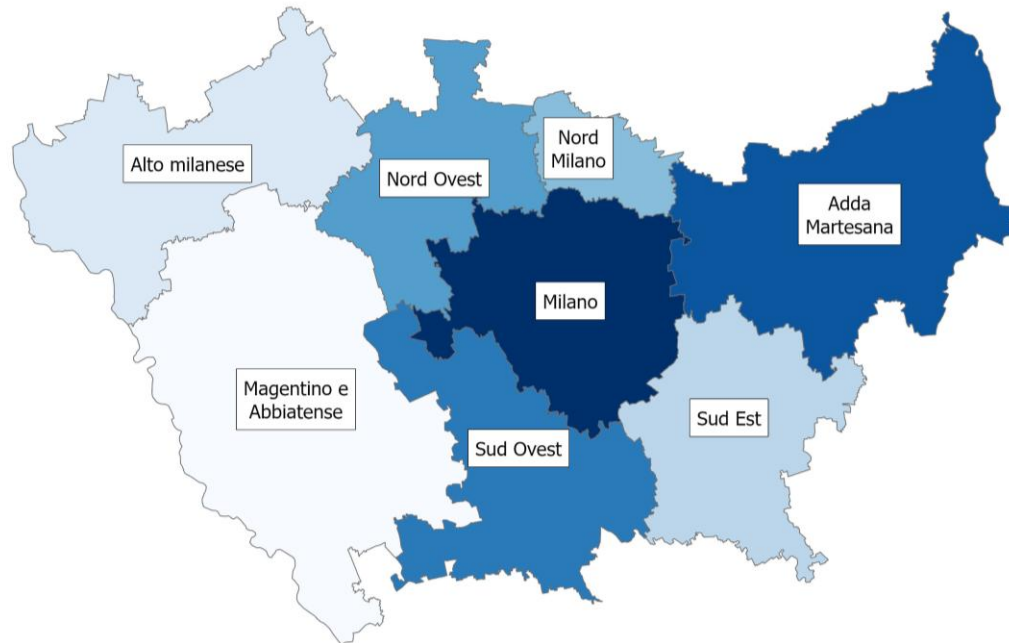 Alto milanese
Nord Ovest
Nord
Milano
Adda
Martesana
Milano
Magentino e
Abbiatense
Sud Ovest
Sud Est